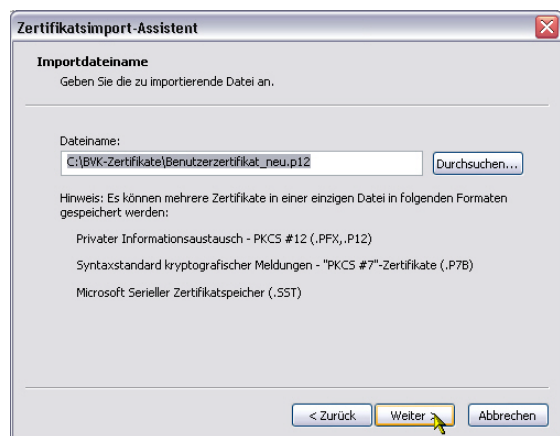 Zertifikatsimport-Assistent
Importdateiname
Geben Sie die zu importierende Datei an.
Dateiname:
C:\BVK-Zertifikate\Benutzerzertifikat_neu.p12
Durchsuchen...
Hinweis: Es können mehrere Zertifikate in einer einzigen Datei in folgenden Formaten
gespeichert werden:
Privater Informationsaustausch - PKCS #12 (.PFX,.P12)
Syntaxstandard kryptografischer Meldungen - "PKCS #7"-Zertifikate (.P7B)
Microsoft Serieller Zertifikatspeicher (.SST)
< Zurück
Weiter >
Abbrechen